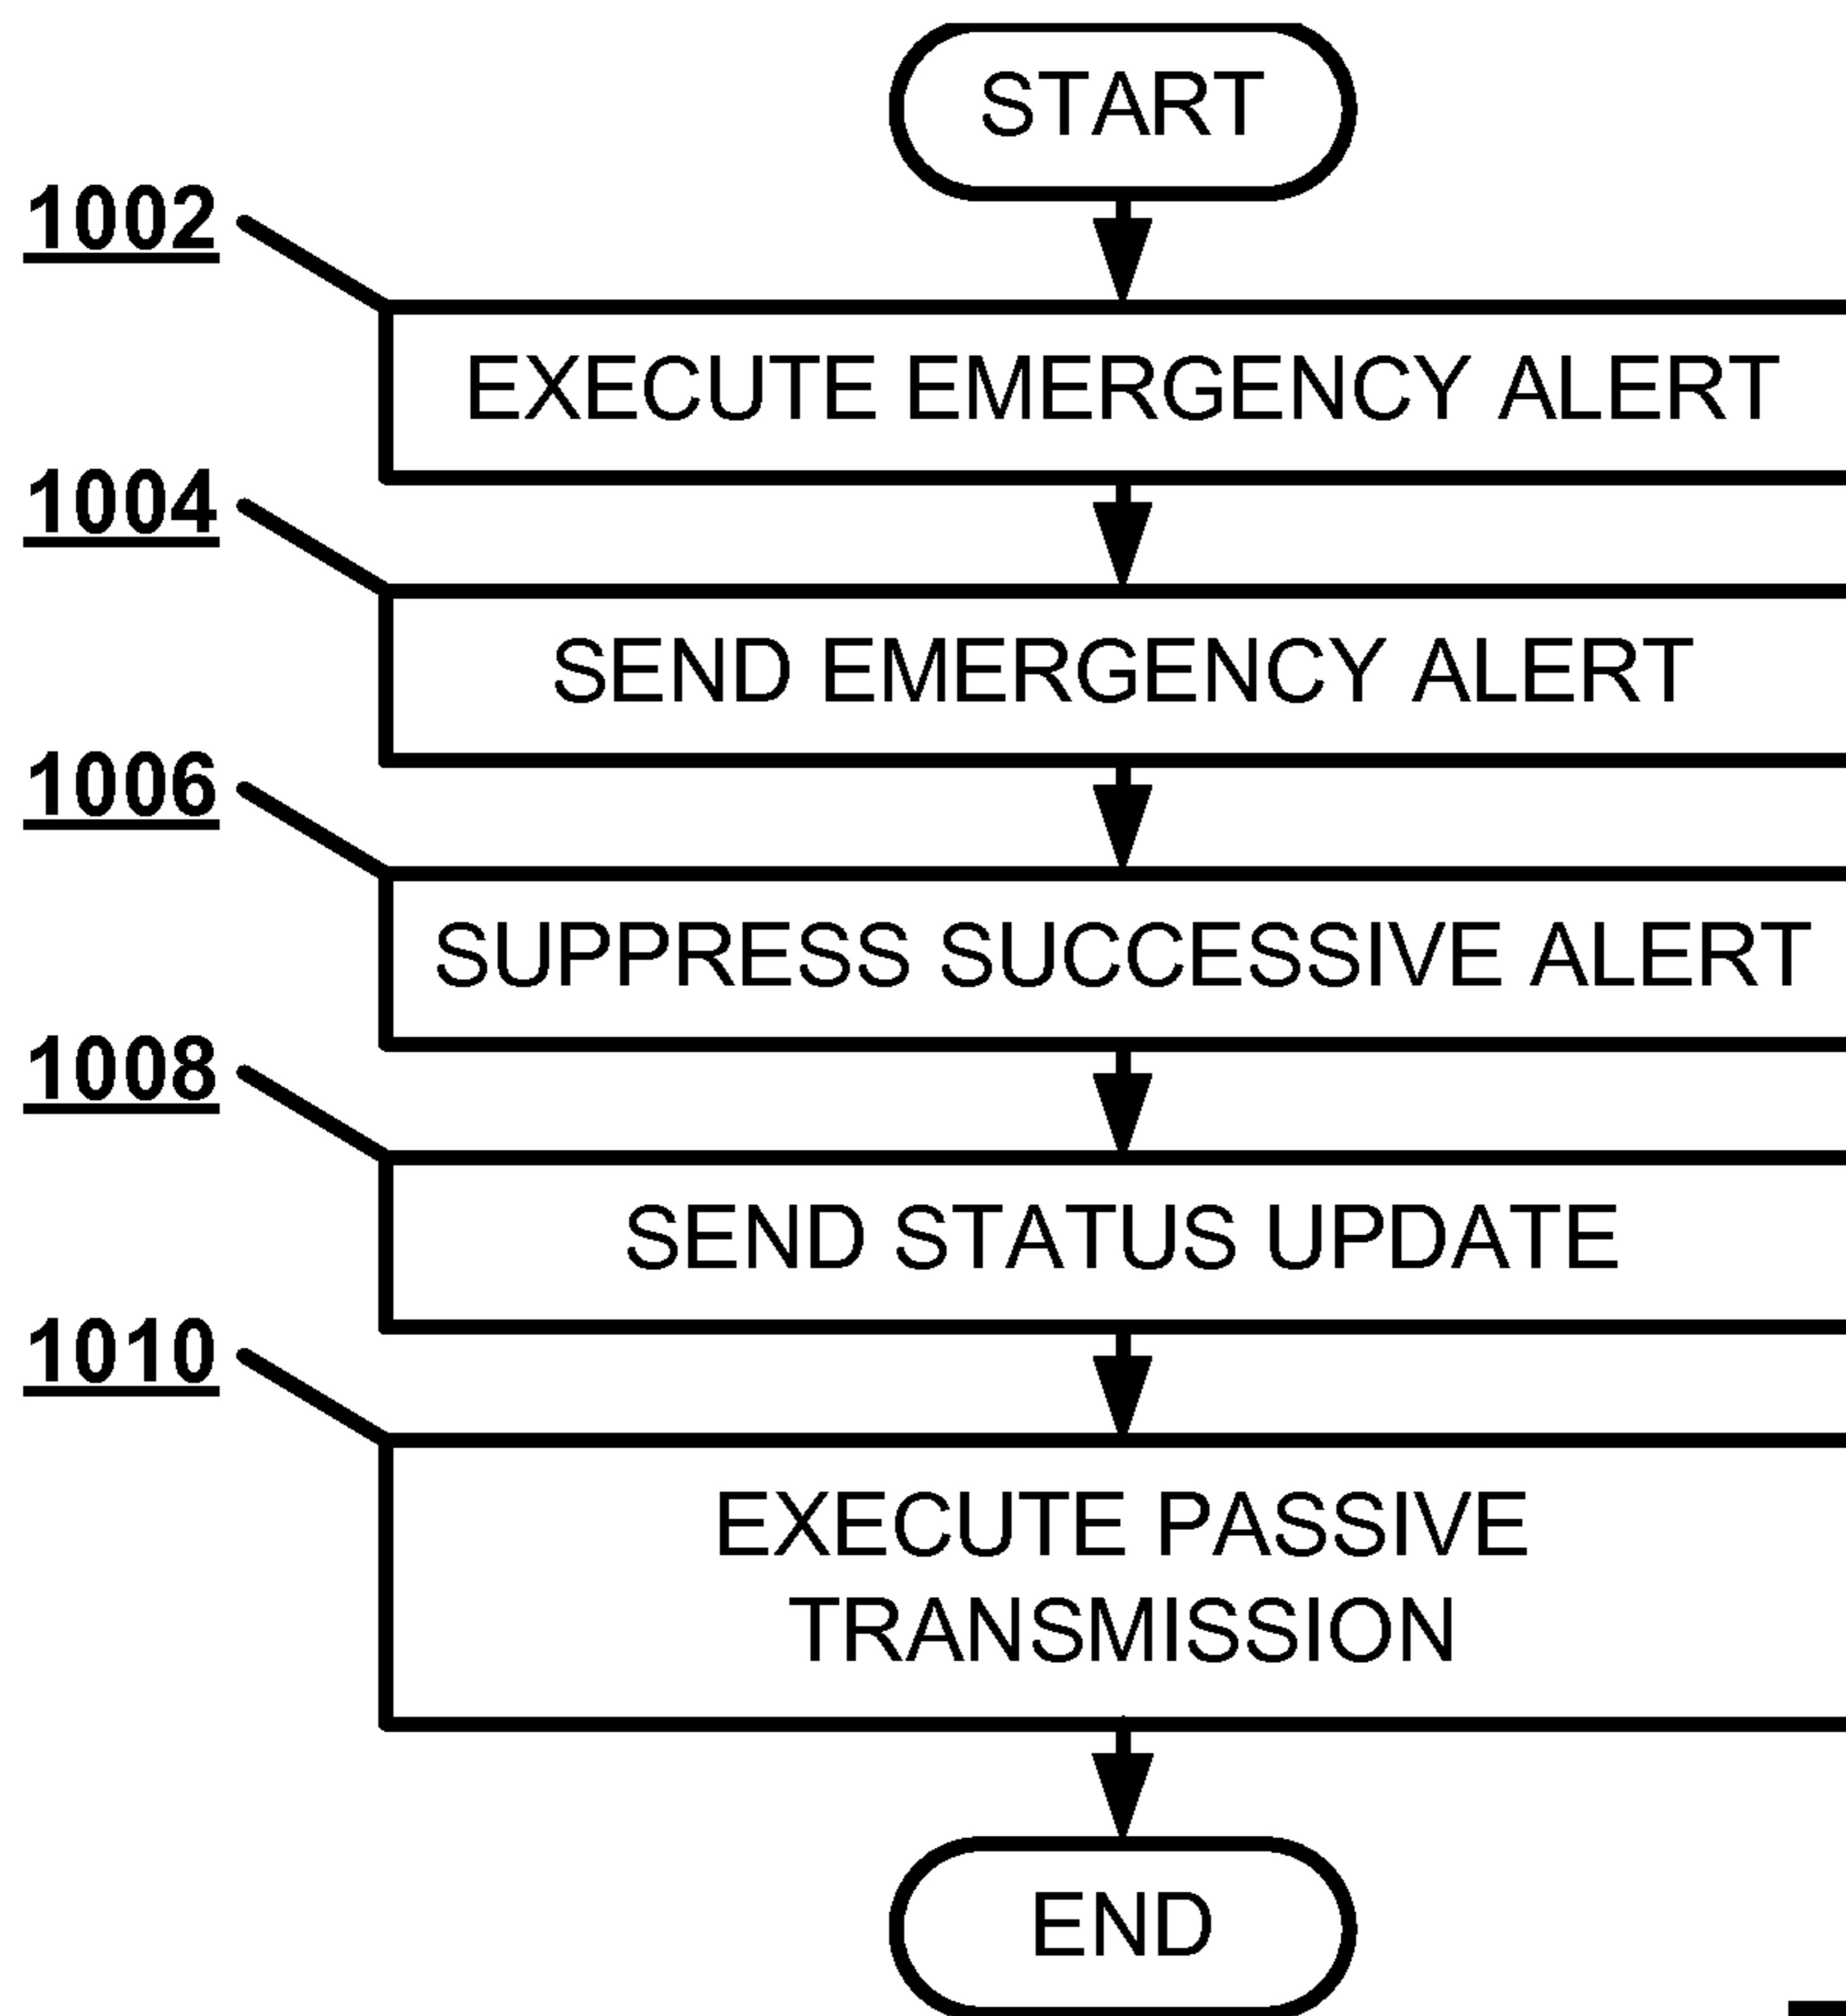 START
1002
EXECUTE EMERGENCY ALERT
1004
SEND EMERGENCY ALERT
1006
SUPPRESS SUCCESSIVE ALERT
1008
SEND STATUS UPDATE
1010
EXECUTE PASSIVE
TRANSMISSION
END